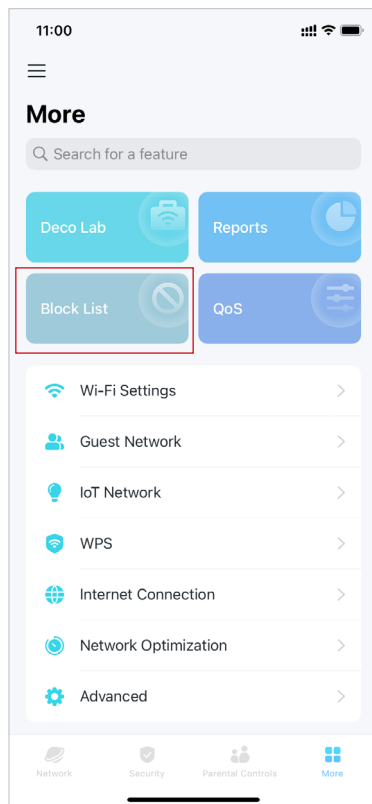 11:00
More
Search for a feature
Deco Lab
Reports
Block List
QoS
Wi-Fi Settings
Guest Network
IoT Network
WPS
Internet Connection
Network Optimization
Advanced
Network Security Parental Controls More